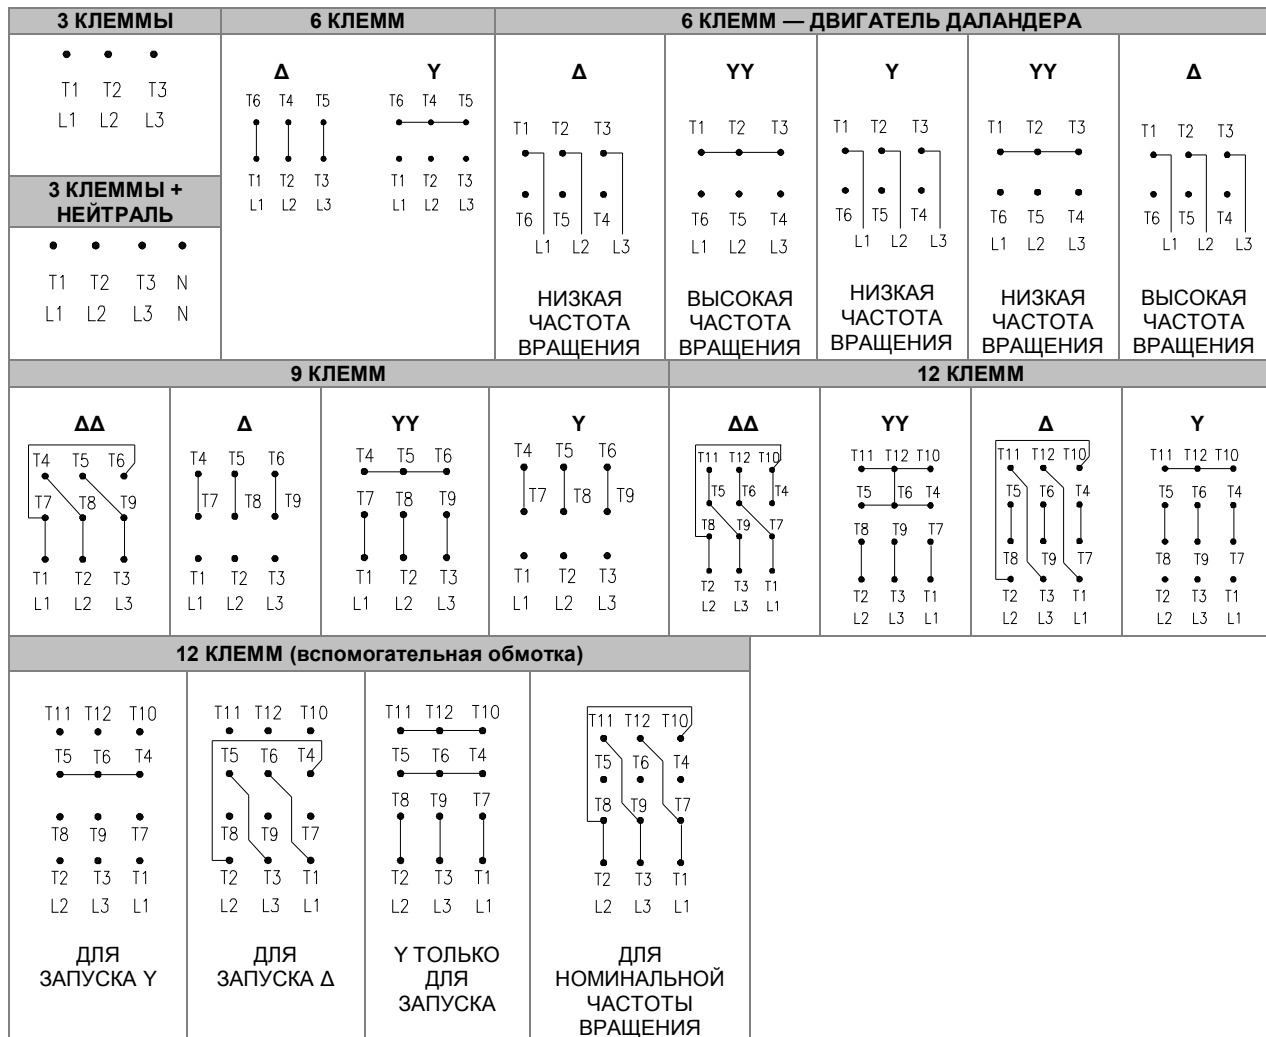 3 КЛЕММЫ
T1 T2 T3
L1 L2 L3
3 КЛЕММЫ +
НЕЙТРАЛЬ
T1 T2 T3 N
L1 L2 L3 N
6 КЛЕММ
Δ
T6 T4 T5
T1 T2 T3
L1 L2 L3
Y
T6 T4 T5
T1 T2 T3
L1 L2 L3
6 КЛЕММ — ДВИГАТЕЛЬ ДАЛАНДЕРА
Δ
T1 T2 T3
T6 T5 T4
L1 L2 L3
НИЗКАЯ
ЧАСТОТА
ВРАЩЕНИЯ
YY
T1 T2 T3
T6 T5 T4
L1 L2 L3
ВЫСОКАЯ
ЧАСТОТА
ВРАЩЕНИЯ
Y
T1 T2 T3
T6 T5 T4
L1 L2 L3
НИЗКАЯ
ЧАСТОТА
ВРАЩЕНИЯ
YY
T1 T2 T3
T6 T5 T4
L1 L2 L3
НИЗКАЯ
ЧАСТОТА
ВРАЩЕНИЯ
Δ
T1 T2 T3
T6 T5 T4
L1 L2 L3
ВЫСОКАЯ
ЧАСТОТА
ВРАЩЕНИЯ
9 КЛЕММ
ΔΔ
T4 T5 T6
T7 T8 T9
T1 T2 T3
L1 L2 L3
Δ
T4 T5 T6
T7 T8 T9
T1 T2 T3
L1 L2 L3
YY
T4 T5 T6
T7 T8 T9
T1 T2 T3
L1 L2 L3
Y
T4 T5 T6
T7 T8 T9
T1 T2 T3
L1 L2 L3
12 КЛЕММ
ΔΔ
T11 T12 T10
T5 T6 T4
T8 T9 T7
T2 T3 T1
L2 L3 L1
YY
T11 T12 T10
T5 T6 T4
T8 T9 T7
T2 T3 T1
L2 L3 L1
Δ
T11 T12 T10
T5 T6 T4
T8 T9 T7
T2 T3 T1
L2 L3 L1
Y
T11 T12 T10
T5 T6 T4
T8 T9 T7
T2 T3 T1
L2 L3 L1
12 КЛЕММ (вспомогательная обмотка)
T11 T12 T10
T5 T6 T4
T8 T9 T7
T2 T3 T1
L2 L3 L1
ДЛЯ
ЗАПУСКА Y
T11 T12 T10
T5 T6 T4
T8 T9 T7
T2 T3 T1
L2 L3 L1
ДЛЯ
ЗАПУСКА Δ
T11 T12 T10
T5 T6 T4
T8 T9 T7
T2 T3 T1
L2 L3 L1
Y ТОЛЬКО
ДЛЯ
ЗАПУСКА
T11 T12 T10
T5 T6 T4
T8 T9 T7
T2 T3 T1
L2 L3 L1
ДЛЯ
НОМИНАЛЬНОЙ
ЧАСТОТЫ
ВРАЩЕНИЯ